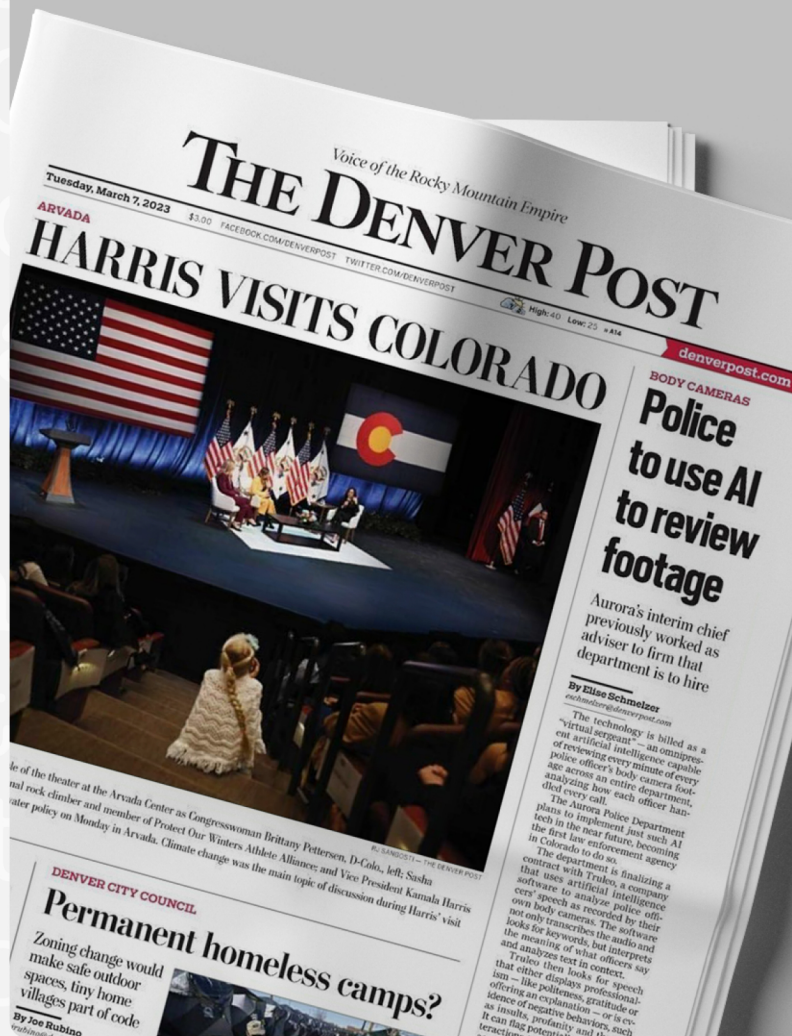 Voice of the Rocky Mountain Empire
THE DENVER POST
Tuesday, March 7, 2023 $3.00 FACEBOOK.COM/DENVERPOST TWITTER.COM/DENVERPOST High: 40 Low: 25 » A14
denverpost.com
ARVADA
HARRIS VISITS COLORADO
RJ SANGOSTI — THE DENVER POST
of the theater at the Arvada Center as Congresswoman Brittany Pettersen, D-Colo., left; Sasha
rock climber and member of Protect Our Winters Athlete Alliance; and Vice President Kamala Harris
policy on Monday in Arvada. Climate change was the main topic of discussion during Harris' visit
BODY CAMERAS
Police
to use AI
to review
footage
Aurora's interim chief
previously worked as
adviser to firm that
department is to hire
By Elise Schmelzer
eschmelzer@denverpost.com
The technology is billed as a
"virtual sergeant" — an omnipres-
ent artificial intelligence capable
of reviewing every minute of every
police officer's body camera foot-
age across an entire department,
analyzing how each officer han-
dled every call.
The Aurora Police Department
plans to implement just such AI
tech in the near future, becoming
the first law enforcement agency
in Colorado to do so.
The department is finalizing a
contract with Truleo, a company
that uses artificial intelligence
software to analyze police offi-
cers' speech as recorded by their
own body cameras. The software
not only transcribes the audio and
looks for keywords, but interprets
the meaning of what officers say
and analyzes text in context.
Truleo then looks for speech
that either displays professional-
ism — like politeness, gratitude or
offering an explanation — or is ev-
idence of negative behaviors, such
as insults, profanity and
It can flag
DENVER CITY COUNCIL
Permanent homeless camps?
Zoning change would
make safe outdoor
spaces, tiny home
villages part of code
By Joe Rubino